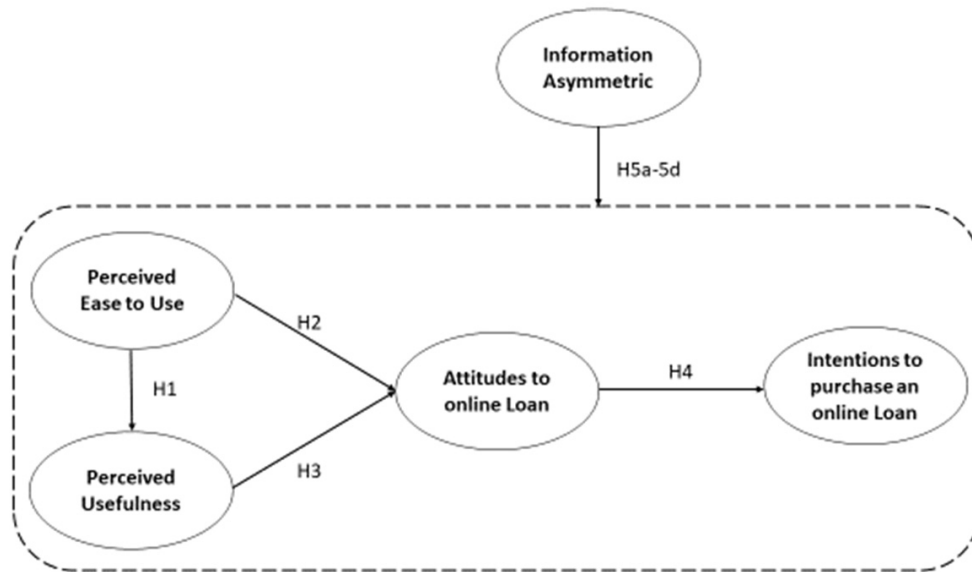 Information
Asymmetric
H5a-5d
Perceived
Ease to Use
H2
H1
Attitudes to
online Loan
H4
Intentions to
purchase an
online Loan
H3
Perceived
Usefulness